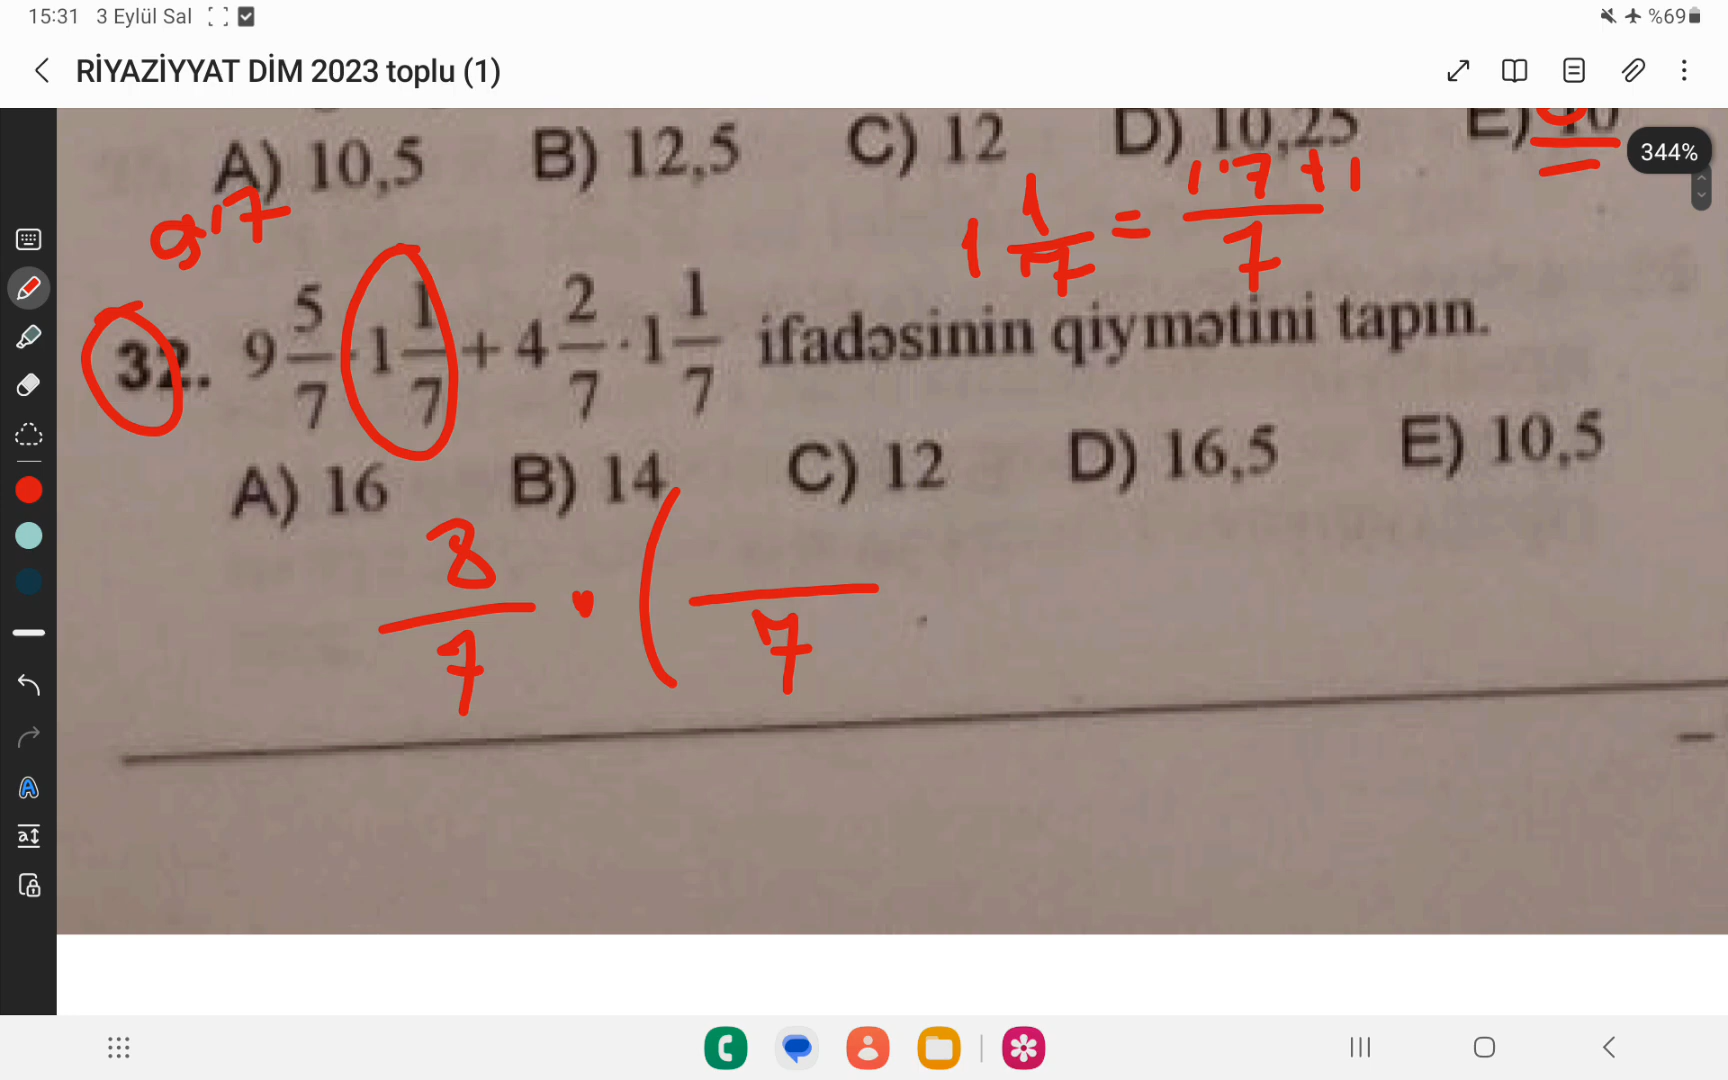 15:31 3 Eylül Sal %69
RİYAZİYYAT DİM 2023 toplu (1)
A) 10,5 B) 12,5 C) 12 D) 10,25 E) 10
344%
9·7
1 1/7 = 1·7+1/7
32. 9 5/7 · 1 1/7 + 4 2/7 · 1 1/7 ifadəsinin qiymətini tapın.
A) 16 B) 14 C) 12 D) 16,5 E) 10,5
8/7 · ( /7